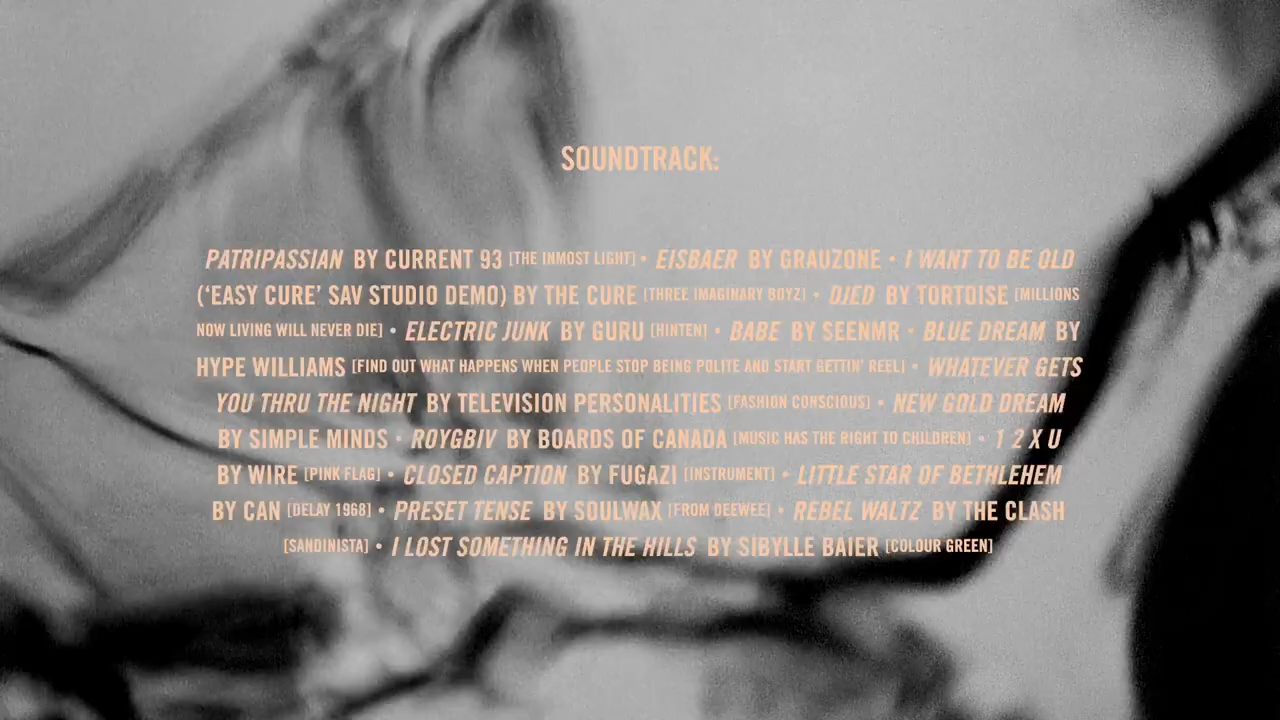 SOUNDTRACK:
PATRIPASSIAN BY CURRENT 93 [THE INMOST LIGHT] • EISBAER BY GRAUZONE • I WANT TO BE OLD
(‘EASY CURE’ SAV STUDIO DEMO) BY THE CURE [THREE IMAGINARY BOYZ] • DJED BY TORTOISE [MILLIONS
NOW LIVING WILL NEVER DIE] • ELECTRIC JUNK BY GURU [HINTEN] • BABE BY SEENMR • BLUE DREAM BY
HYPE WILLIAMS [FIND OUT WHAT HAPPENS WHEN PEOPLE STOP BEING POLITE AND START GETTIN’ REEL] • WHATEVER GETS
YOU THRU THE NIGHT BY TELEVISION PERSONALITIES [FASHION CONSCIOUS) • NEW GOLD DREAM
BY SIMPLE MINDS • ROYGBIV BY BOARDS OF CANADA [MUSIC HAS THE RIGHT TO CHILDREN] • 1 2 X U
BY WIRE [PINK FLAG] • CLOSED CAPTION BY FUGAZI [INSTRUMENT] • LITTLE STAR OF BETHLEHEM
BY CAN [DELAY 1968] • PRESET TENSE BY SOULWAX [FROM DEEWEE] • REBEL WALTZ BY THE CLASH
[SANDINISTA] • I LOST SOMETHING IN THE HILLS BY SIBYLLE BAIER [COLOUR GREEN]